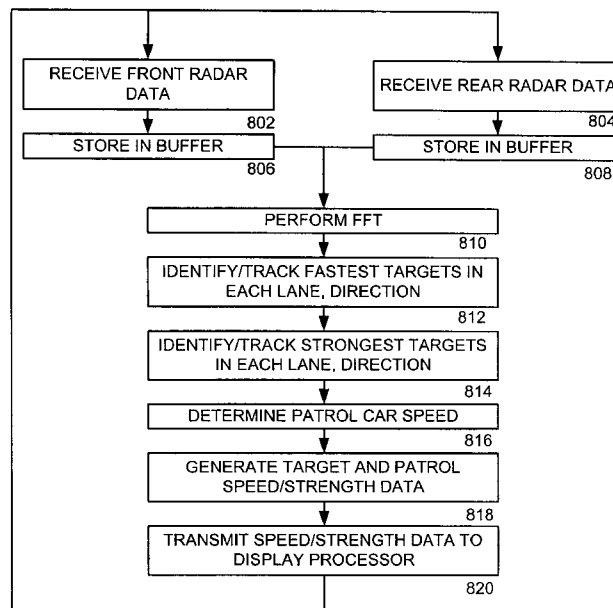 RECEIVE FRONT RADAR
DATA
802
RECEIVE REAR RADAR DATA
804
STORE IN BUFFER
806
STORE IN BUFFER
808
PERFORM FFT
810
IDENTIFY/TRACK FASTEST TARGETS IN
EACH LANE, DIRECTION
812
IDENTIFY/TRACK STRONGEST TARGETS
IN EACH LANE, DIRECTION
814
DETERMINE PATROL CAR SPEED
816
GENERATE TARGET AND PATROL
SPEED/STRENGTH DATA
818
TRANSMIT SPEED/STRENGTH DATA TO
DISPLAY PROCESSOR
820